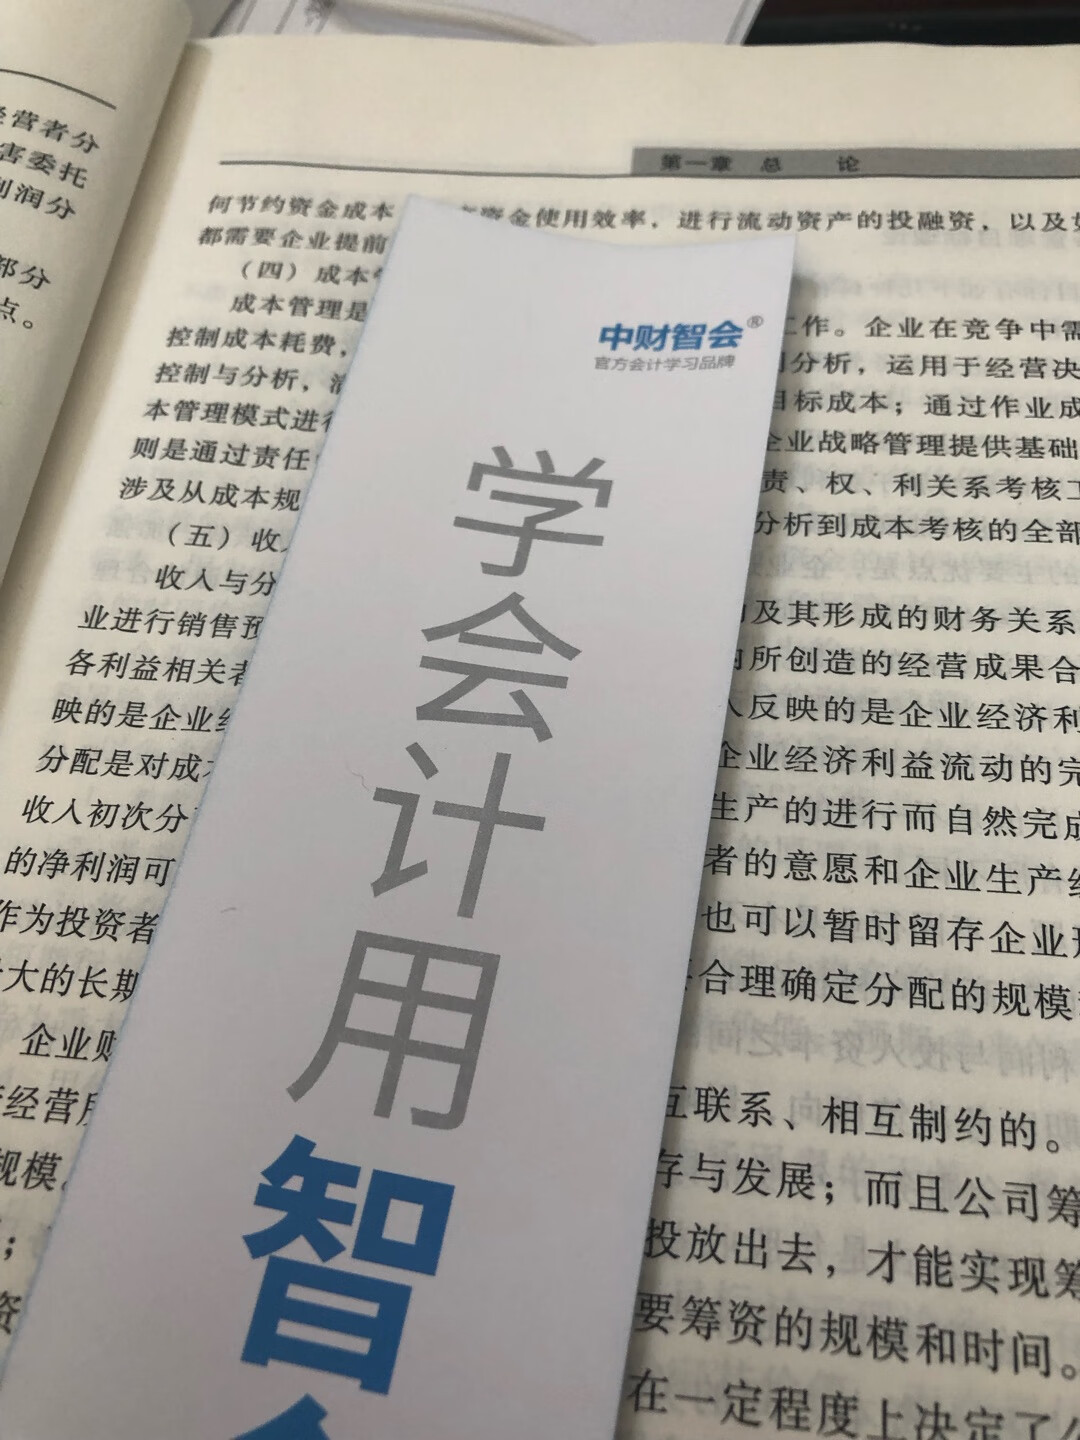 经营者分
害委托
利润分
部分
点。
第一章 总 论
何节约资金成本
资金使用效率，进行流动资产的投融资，以及如
都需要企业提前
（四）成本管
成本管理是
工作。企业在竞争中需
控制成本耗费，
分析，运用于经营决
控制与分析，
目标成本；通过作业成
本管理模式进行
企业战略管理提供基础
则是通过责任
责、权、利关系考核工
涉及从成本规
分析到成本考核的全部
（五）收入
收入与分
及其形成的财务关系
业进行销售预
所创造的经营成果合
各利益相关者
入反映的是企业经济利
映的是企业经
企业经济利益流动的完
分配是对成本
生产的进行而自然完成
收入初次分
者的意愿和企业生产经
的净利润可
也可以暂时留存企业形
作为投资者
合理确定分配的规模
大的长期
企业财
互联系、相互制约的。
经营所
存与发展；而且公司筹
规模。
投放出去，才能实现筹
；
要筹资的规模和时间。
资
在一定程度上决定了公
中财智会®
官方会计学习品牌
学会计用
智会